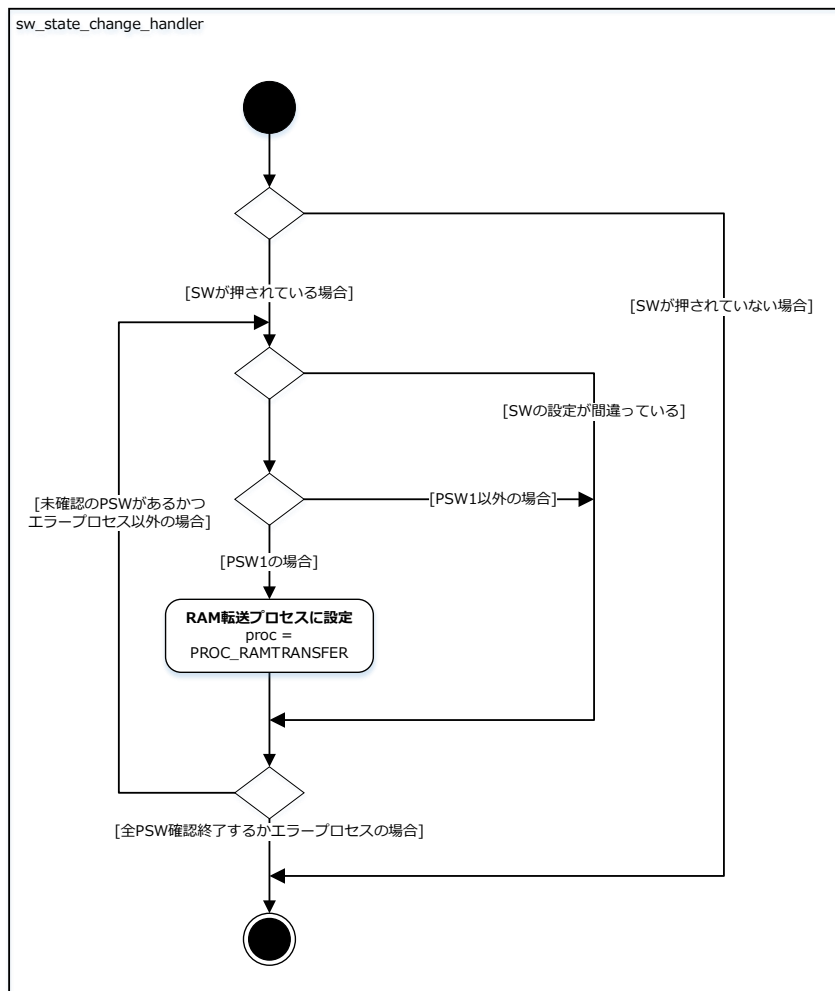 sw_state_change_handler
[SWが押されている場合]
[SWが押されていない場合]
[SWの設定が間違っている]
[未確認のPSWがあるかつ
エラープロセス以外の場合]
[PSW1以外の場合]
[PSW1の場合]
RAM転送プロセスに設定
proc =
PROC_RAMTRANSFER
[全PSW確認終了するかエラープロセスの場合]